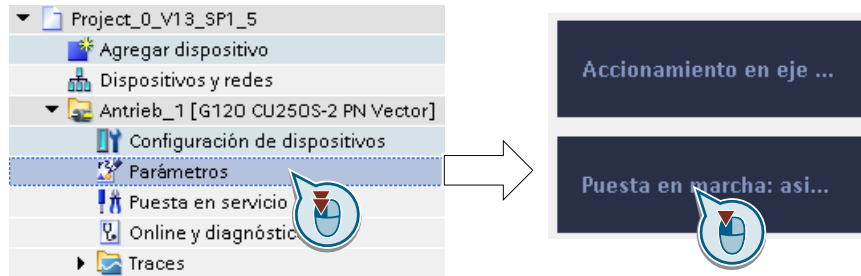 Project_0_V13_SP1_5
Agregar dispositivo
Dispositivos y redes
Antrieb_1 [G120 CU250S-2 PN Vector]
Configuración de dispositivos
Parámetros
Puesta en servicio
Online y diagnóstic
Traces
Accionamiento en eje ...
Puesta en marcha: asi...